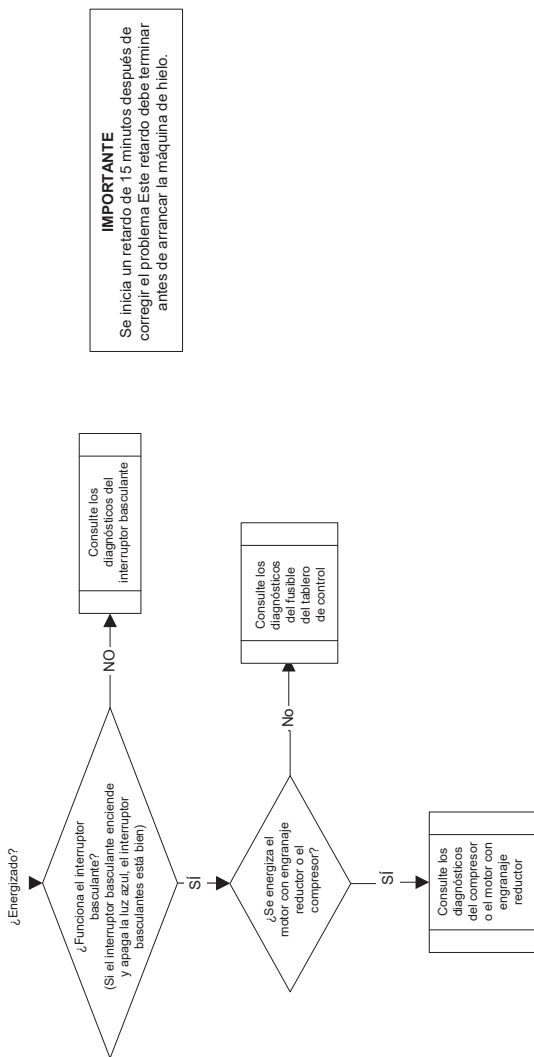 ¿Energizado?
¿Funciona el interruptor
basculante?
(Si el interruptor basculante enciende
y apaga la luz azul, el interruptor
basculantes está bien)
NO
Consulte los
diagnósticos del
interruptor basculante
SÍ
¿Se energiza el
motor con engranaje
reductor o el
compresor?
No
Consulte los
diagnósticos
del fusible
del tablero
de control
SÍ
Consulte los
diagnósticos
del compresor
o el motor con
engranaje
reductor
IMPORTANTE
Se inicia un retardo de 15 minutos después de
corregir el problema Este retardo debe terminar
antes de arrancar la máquina de hielo.